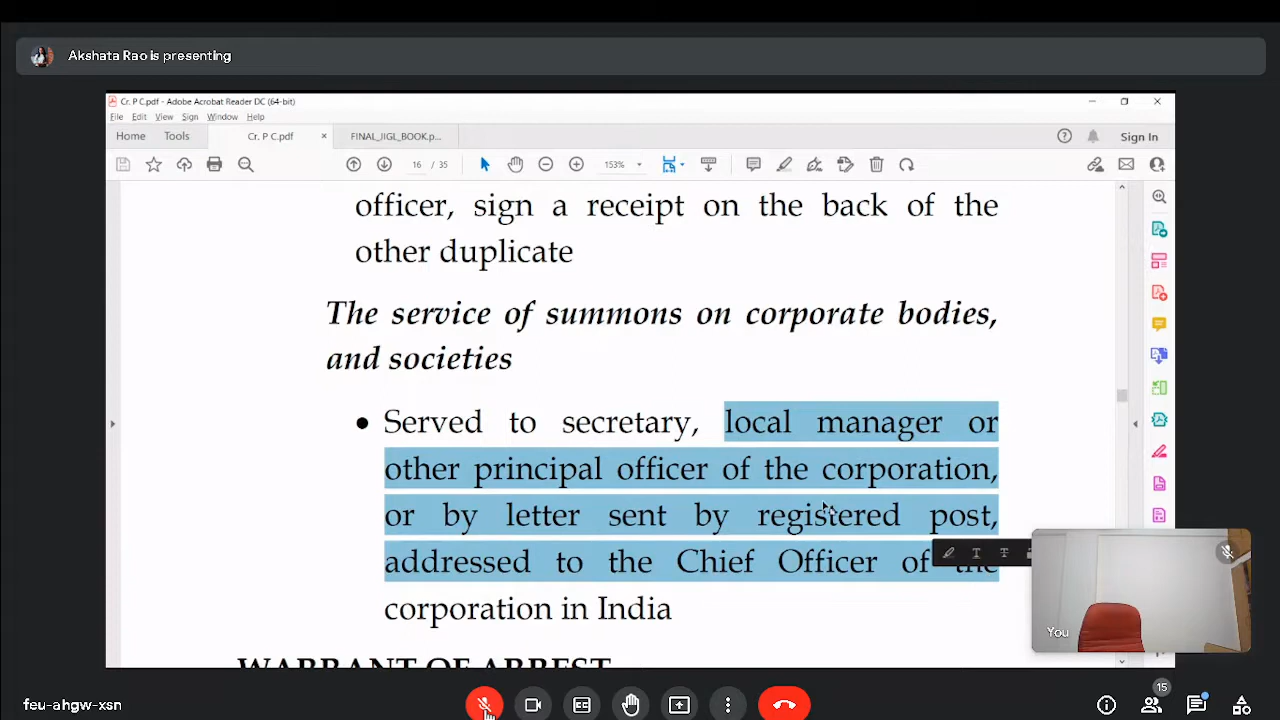 Akshata Rao is presenting
Cr. P C.pdf - Adobe Acrobat Reader DC (64-bit)
File Edit View Sign Window Help
Home Tools Cr. P C.pdf × FINAL_JIGL_BOOK.p... Sign In
16 / 35 153%
officer, sign a receipt on the back of the
other duplicate
The service of summons on corporate bodies,
and societies
• Served to secretary, local manager or
other principal officer of the corporation,
or by letter sent by registered post,
addressed to the Chief Officer of the
corporation in India
WARRANT OF ARREST
You
feu-ahgw-xsn
15